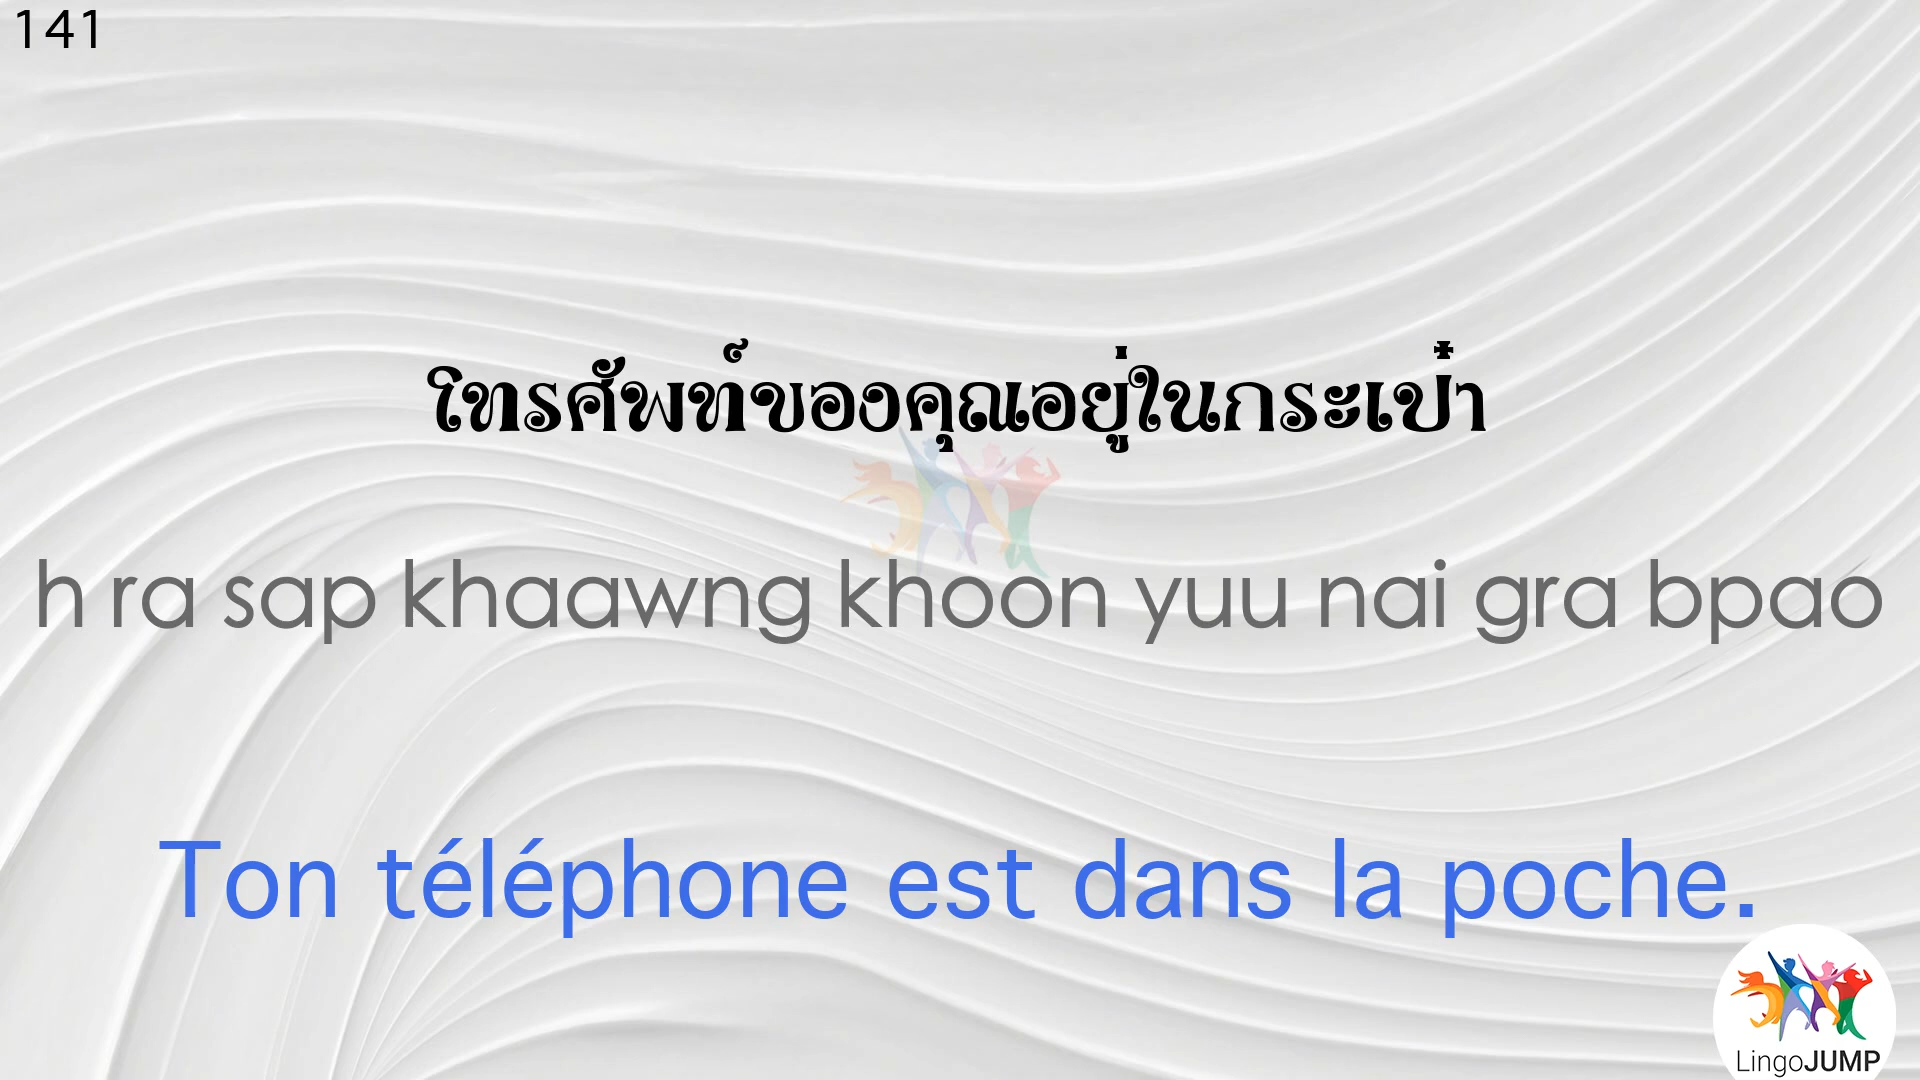 141
โทรศัพท์ของคุณอยู่ในกระเป๋า
h ra sap khaawng khoon yuu nai gra bpao
Ton téléphone est dans la poche.
LingoJUMP